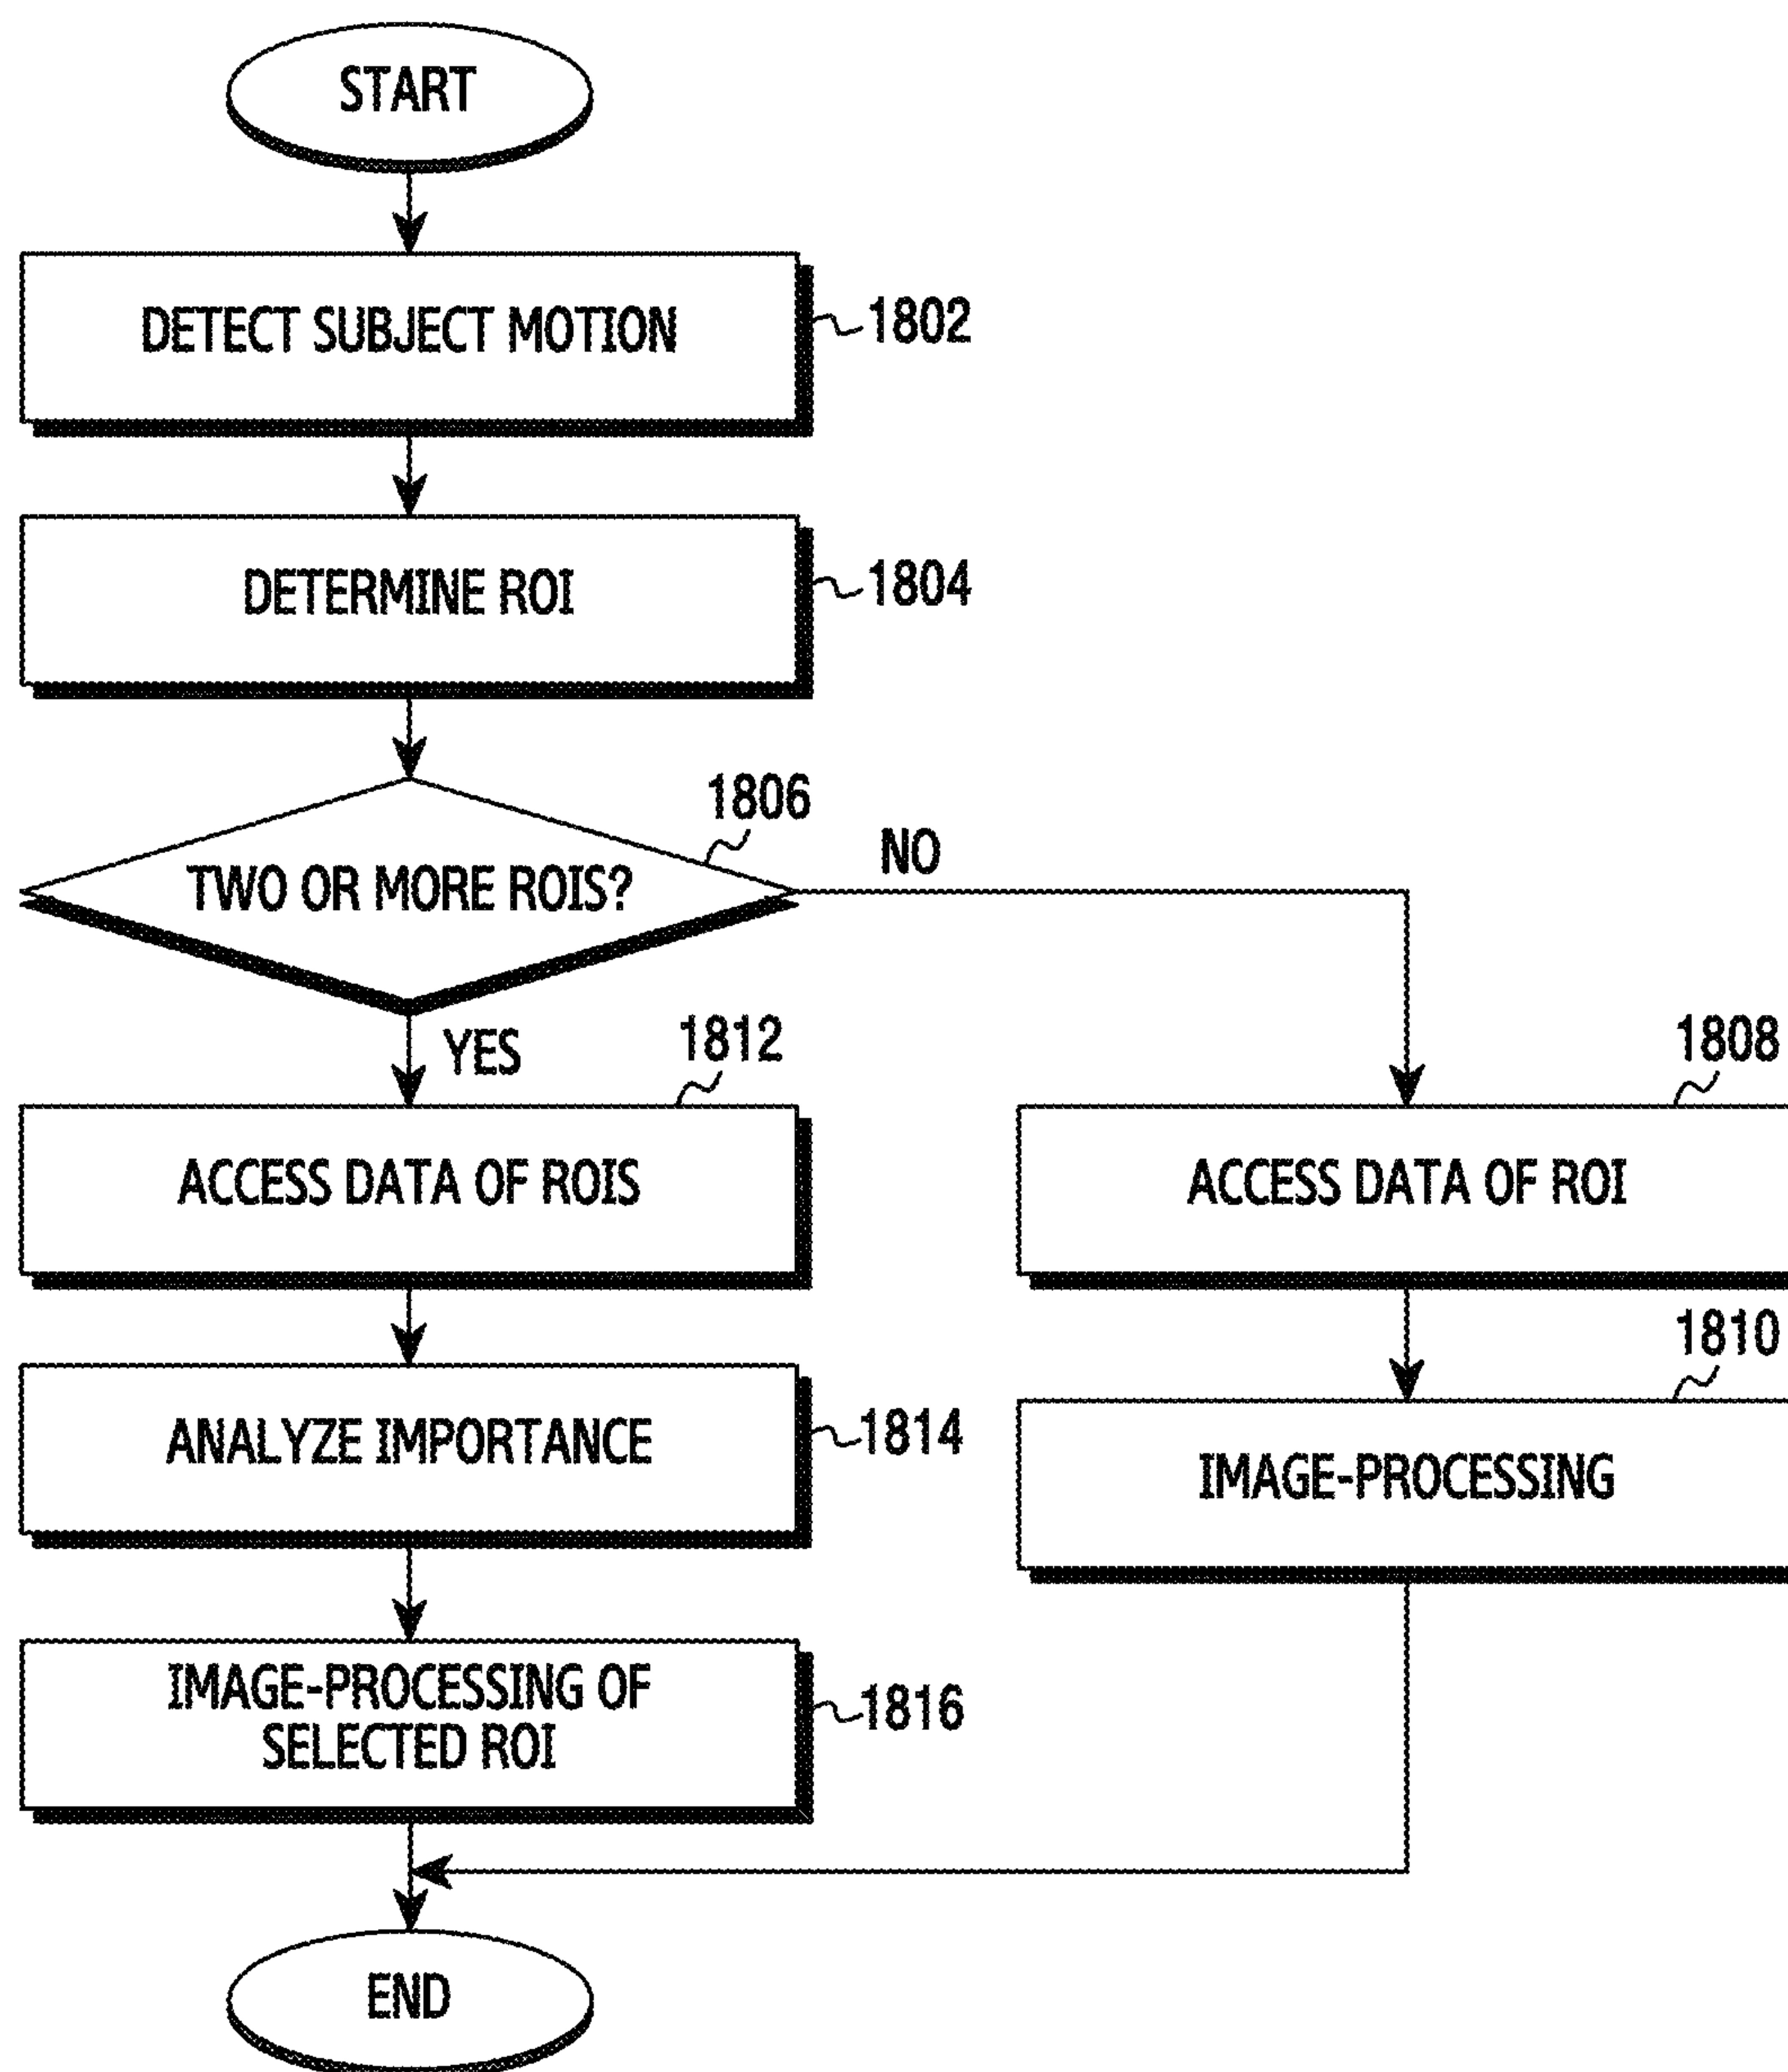 START
DETECT SUBJECT MOTION
1802
DETERMINE ROI
1804
1806
TWO OR MORE ROIS?
NO
YES
1812
1808
ACCESS DATA OF ROIS
ACCESS DATA OF ROI
1810
ANALYZE IMPORTANCE
1814
IMAGE-PROCESSING
IMAGE-PROCESSING OF
SELECTED ROI
1816
END